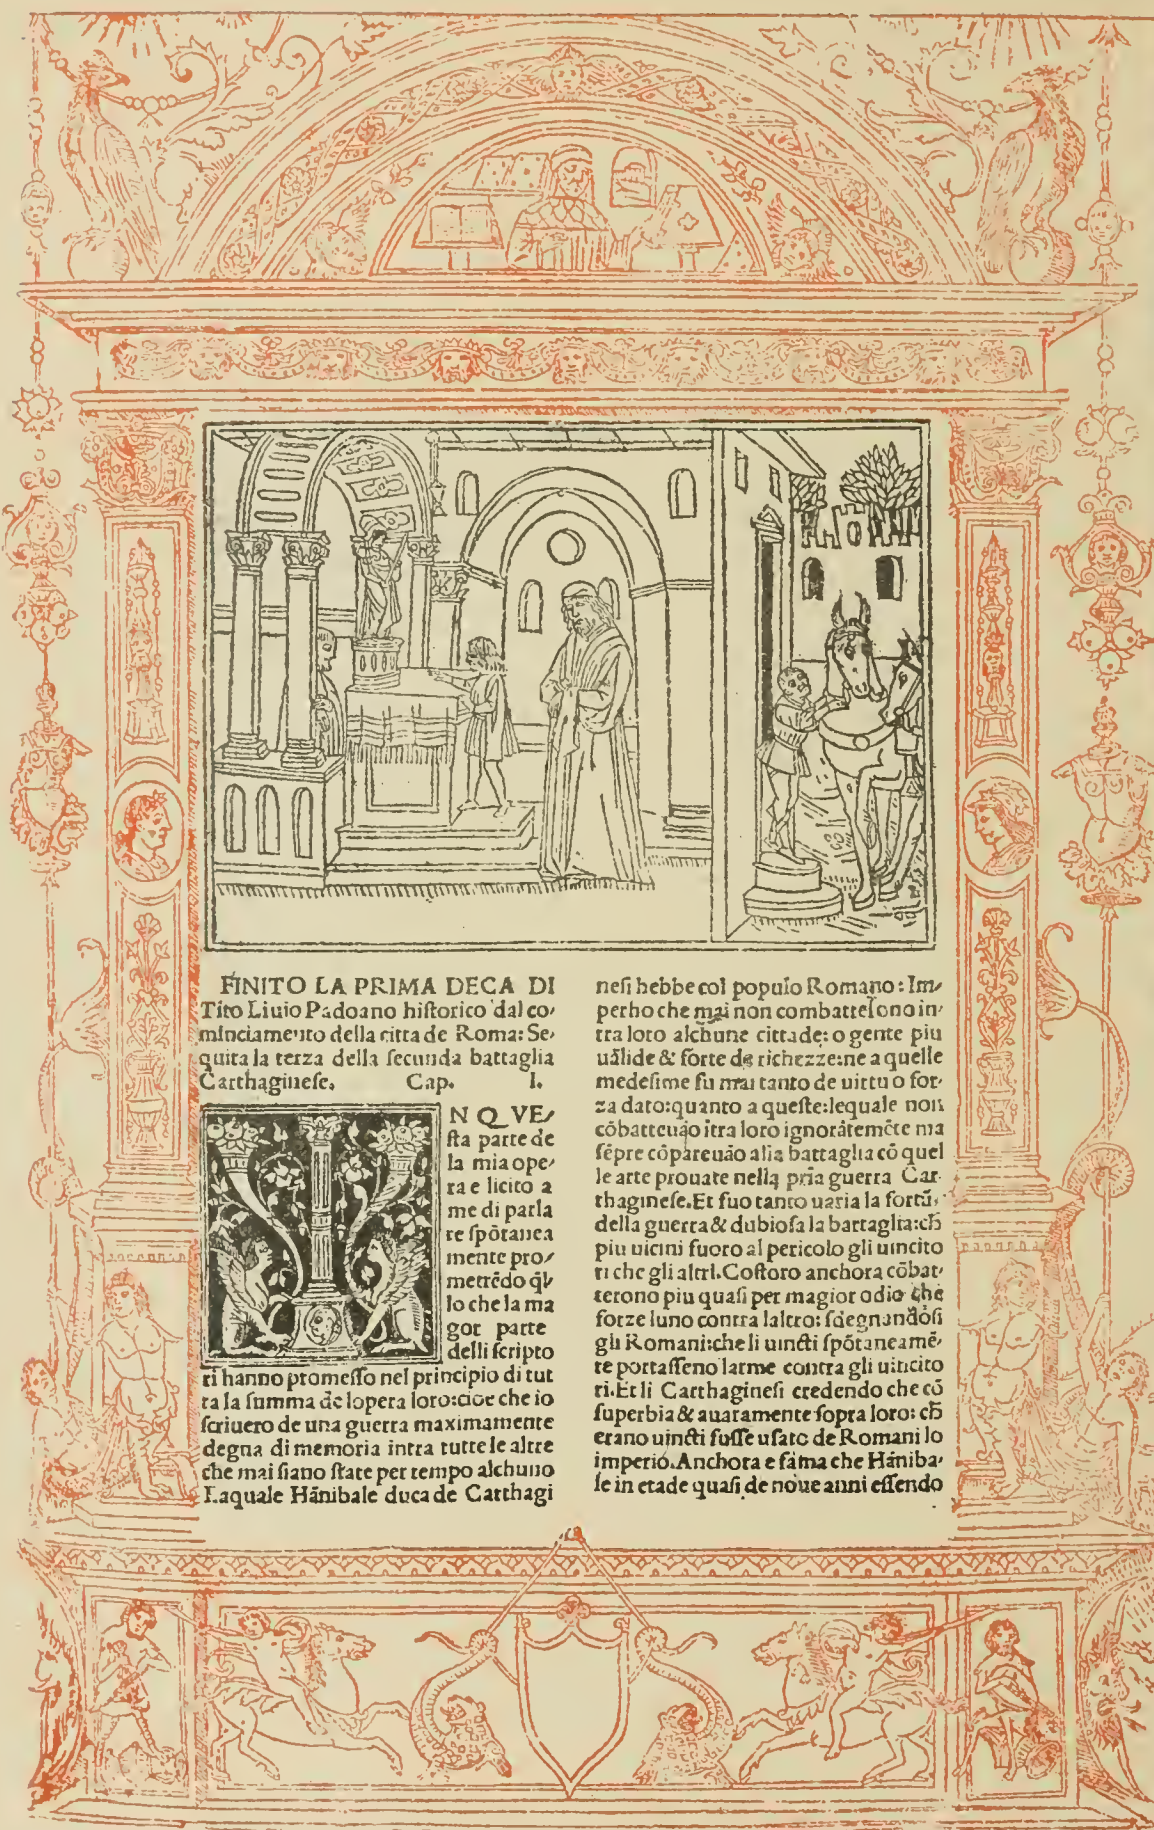 FINITO LA PRIMA DECA DI
Tito Liuio Padoano hiſtorico dal co/
minciamento della citta de Roma: Se/
quita la terza della ſecunda battaglia
Carthagineſe. Cap. I.
N Q VE/
ſta parte de
la mia ope/
ra e licito a
me di parla
re ſpōtanea
mente pro/
mettēdo ql/
lo che la ma
gor parte
delli ſcripto
ri hanno promeſſo nel principio di tut
ta la ſumma de lopera loro:cioe che io
ſcriuero de una guerra maximamente
degna di memoria intra tutte le altre
che mai ſiano ſtate per tempo alchuno
Laquale Hānibale duca de Carthagi
neſi hebbe col populo Romano: Im/
perho che mai non combatteſono in/
tra loro alchune cittade: o gente piu
ualide & forte de richezze:ne a quelle
medeſime fu mai tanto de uirtu o for/
za dato:quanto a queſte:lequale non
cōbatteuāo ītra loro ignorātemēte ma
ſēpre cōpareuāo alla battaglia cō quel
le arte prouate nella pria guerra Car/
thagineſe.Et fuo tanto uaria la fortūa
della guerra & dubioſa la battaglia:ch̄
piu uicini fuoro al pericolo gli uincito
ri che gli altri.Coſtoro anchora cōbat/
terono piu quaſi per magior odio che
forze luno contra laltro: ſdegnandoſi
gli Romani:che li uincti ſpōtaneamē/
te portaſſeno larme contra gli uincito
ri.Et li Carthagineſi credendo che cō
ſuperbia & auaramente ſopra loro: ch̄
erano uincti fuſſe uſato de Romani lo
imperio.Anchora e fama che Hāniba/
le in etade quaſi de noue anni eſſendo